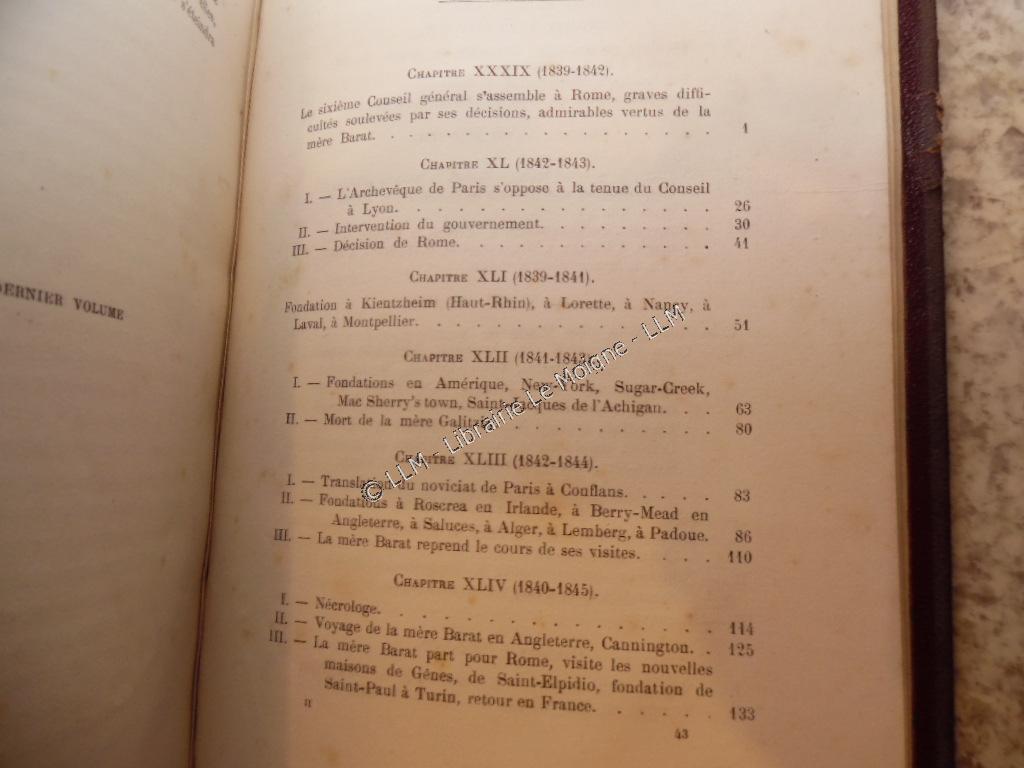 d'éteindre
DERNIER VOLUME
CHAPITRE XXXIX (1839-1842).
Le sixième Conseil général s'assemble à Rome, graves diffi-
cultés soulevées par ses décisions, admirables vertus de la
mère Barat. . . . . . . . . . . . . . . . 1
CHAPITRE XL (1842-1843).
I. — L'Archevêque de Paris s'oppose à la tenue du Conseil
à Lyon. . . . . . . . . . . . . . . 26
II. — Intervention du gouvernement. . . . . . . . . 30
III. — Décision de Rome. . . . . . . . . . . . 41
CHAPITRE XLI (1839-1841).
Fondation à Kientzheim (Haut-Rhin), à Lorette, à Nancy, à
Laval, à Montpellier. . . . . . . . . . . . . 51
CHAPITRE XLII (1841-1843).
I. — Fondations en Amérique, New-York, Sugar-Creek,
Mac Sherry's town, Saint-Jacques de l'Achigan. . . 63
II. — Mort de la mère Galitzin. . . . . . . . . . 80
CHAPITRE XLIII (1842-1844).
I. — Translation du noviciat de Paris à Conflans. . . . . 83
II. — Fondations à Roscrea en Irlande, à Berry-Mead en
Angleterre, à Saluces, à Alger, à Lemberg, à Padoue. 86
III. — La mère Barat reprend le cours de ses visites. . . . 110
CHAPITRE XLIV (1840-1845).
I. — Nécrologe. . . . . . . . . . . . . . . 114
II. — Voyage de la mère Barat en Angleterre, Cannington. . 125
III. — La mère Barat part pour Rome, visite les nouvelles
maisons de Gênes, de Saint-Elpidio, fondation de
Saint-Paul à Turin, retour en France. . . . . . . 133
II 43
© LLM - Librairie Le Moigne - LLM